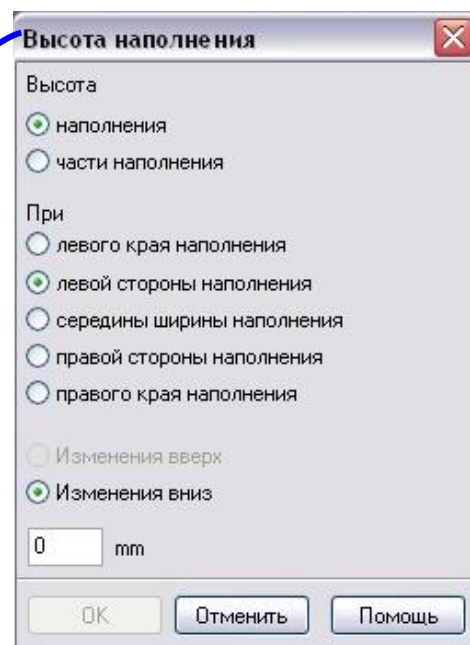 Высота наполнения
Высота
наполнения
части наполнения
При
левого края наполнения
левой стороны наполнения
середины ширины наполнения
правой стороны наполнения
правого края наполнения
Изменения вверх
Изменения вниз
0 mm
OK Отменить Помощь